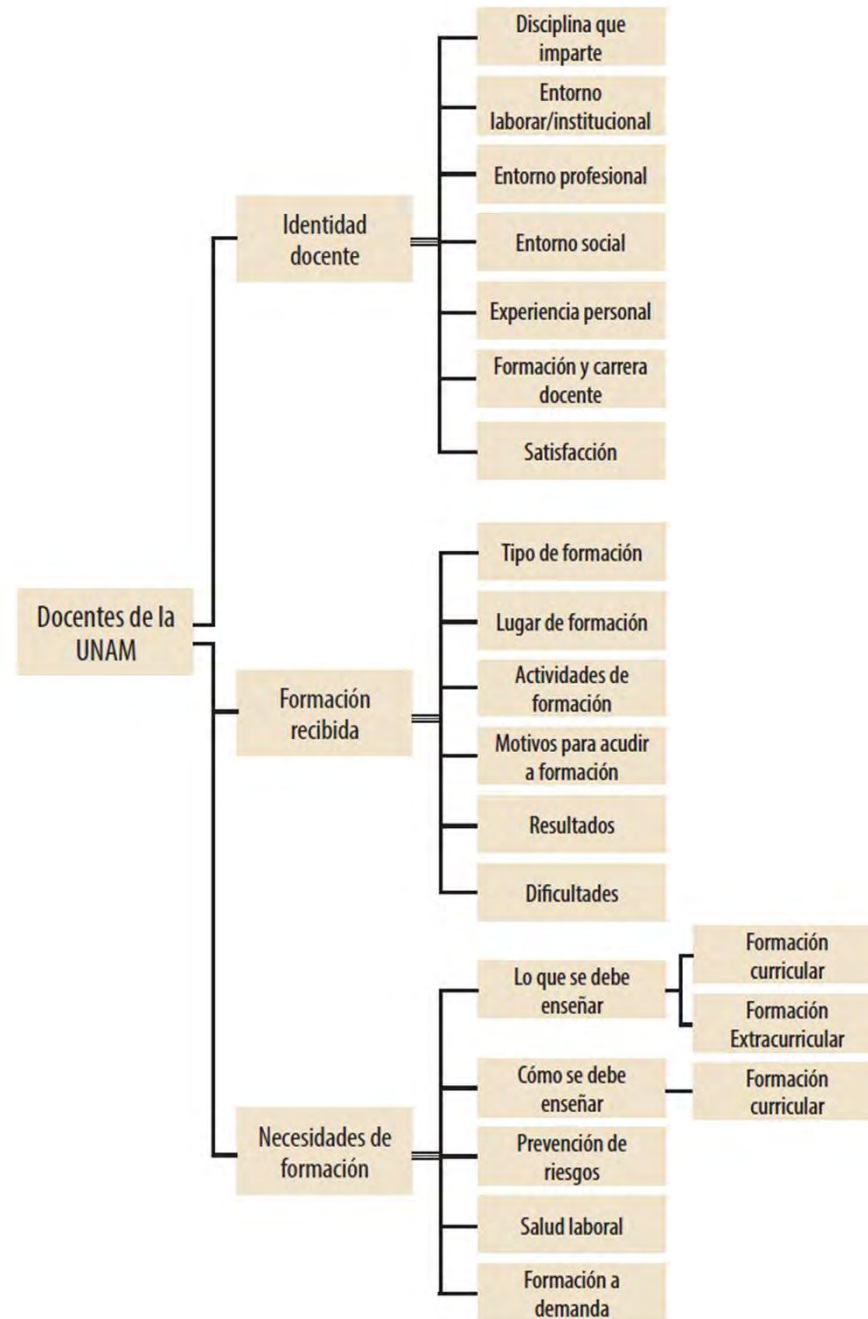 Disciplina que
imparte
Entorno
laborar/institucional
Entorno profesional
Identidad
docente
Entorno social
Experiencia personal
Formación y carrera
docente
Satisfacción
Docentes de la
UNAM
Tipo de formación
Lugar de formación
Formación
recibida
Actividades de
formación
Motivos para acudir
a formación
Resultados
Dificultades
Necesidades de
formación
Lo que se debe
enseñar
Formación
curricular
Formación
Extracurricular
Cómo se debe
enseñar
Formación
curricular
Prevención de
riesgos
Salud laboral
Formación a
demanda